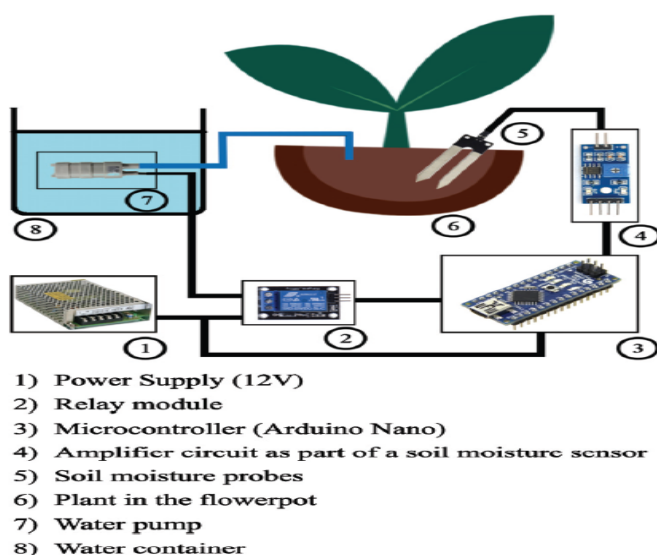 5
7
4
8
6
1
2
3
1) Power Supply (12V)
2) Relay module
3) Microcontroller (Arduino Nano)
4) Amplifier circuit as part of a soil moisture sensor
5) Soil moisture probes
6) Plant in the flowerpot
7) Water pump
8) Water container